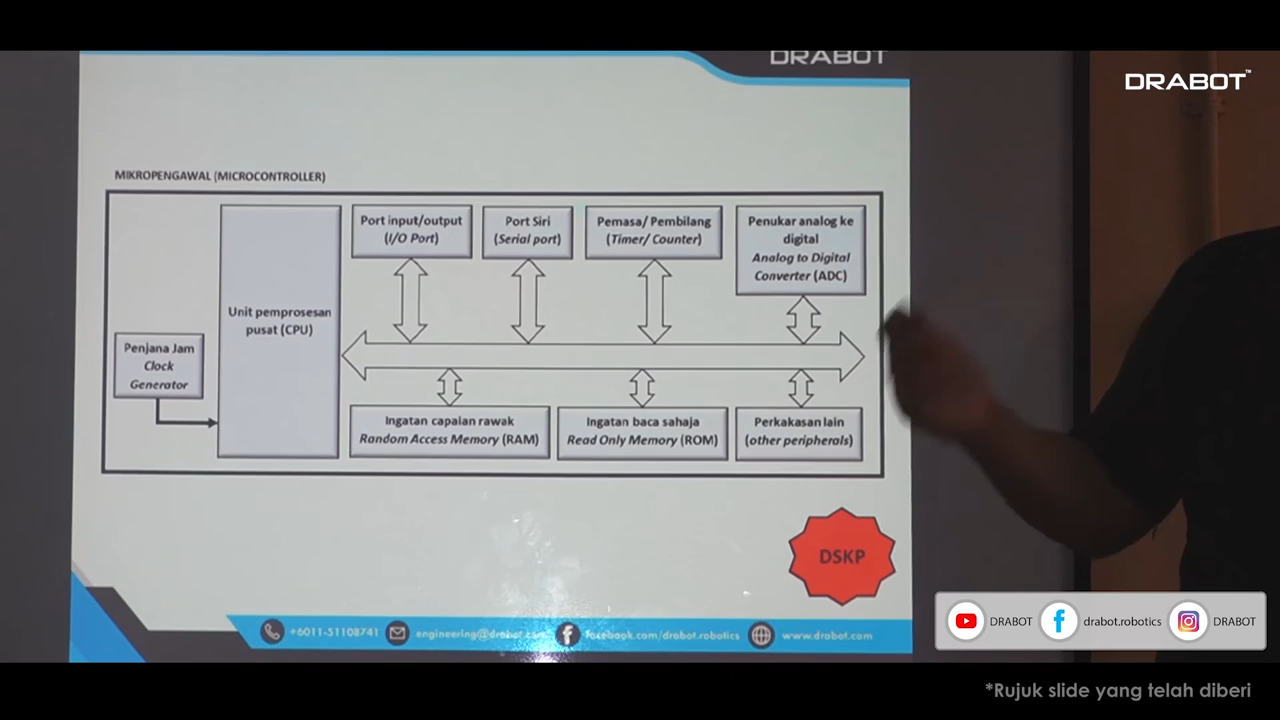 DRABOT
DRABOT™
MIKROPENGAWAL (MICROCONTROLLER)
Port input/output
(I/O Port)
Port Siri
(Serial port)
Pemasa/ Pembilang
(Timer/ Counter)
Penukar analog ke
digital
Analog to Digital
Converter (ADC)
Unit pemprosesan
pusat (CPU)
Penjana Jam
Clock
Generator
Ingatan capaian rawak
Random Access Memory (RAM)
Ingatan baca sahaja
Read Only Memory (ROM)
Perkakasan lain
(other peripherals)
DSKP
+6011-51108741
engineering@drabot.com
facebook.com/drabot.robotics
www.drabot.com
DRABOT
drabot.robotics
DRABOT
*Rujuk slide yang telah diberi